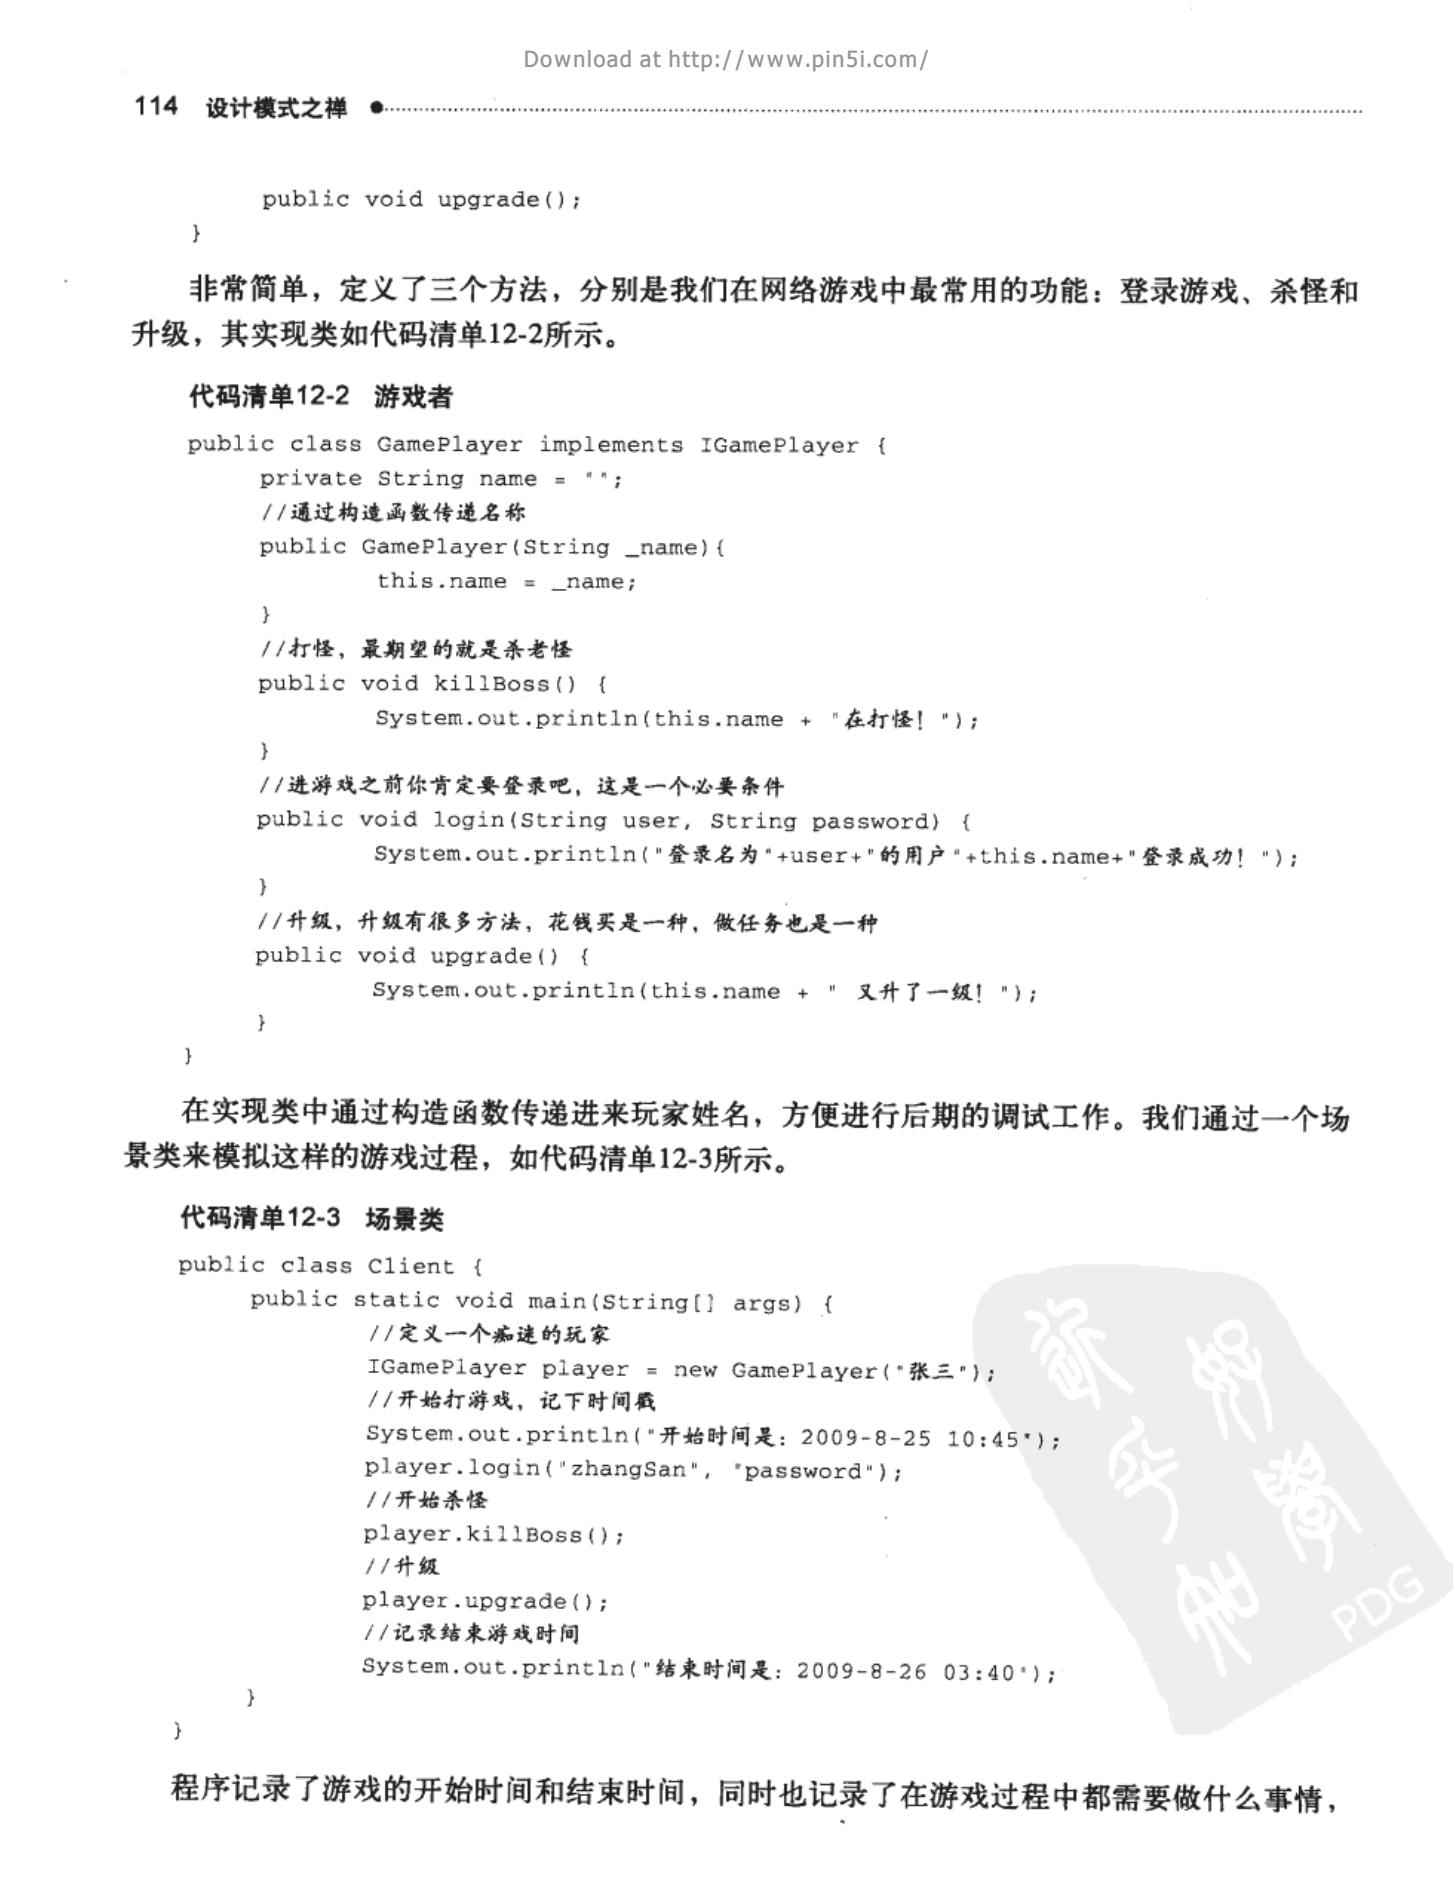 Download at http://www.pin5i.com/
114 设计模式之禅
public void upgrade();
}
非常简单，定义了三个方法，分别是我们在网络游戏中最常用的功能：登录游戏、杀怪和
升级，其实现类如代码清单12-2所示。
代码清单12-2 游戏者
public class GamePlayer implements IGamePlayer {
private String name = "";
//通过构造函数传递名称
public GamePlayer(String _name){
this.name = _name;
}
//打怪，最期望的就是杀老怪
public void killBoss() {
System.out.println(this.name + "在打怪！");
}
//进游戏之前你肯定要登录吧，这是一个必要条件
public void login(String user, String password) {
System.out.println("登录名为"+user+"的用户"+this.name+"登录成功！");
}
//升级，升级有很多方法，花钱买是一种，做任务也是一种
public void upgrade() {
System.out.println(this.name + " 又升了一级！");
}
}
在实现类中通过构造函数传递进来玩家姓名，方便进行后期的调试工作。我们通过一个场
景类来模拟这样的游戏过程，如代码清单12-3所示。
代码清单12-3 场景类
public class Client {
public static void main(String[] args) {
//定义一个痴迷的玩家
IGamePlayer player = new GamePlayer("张三");
//开始打游戏，记下时间戳
System.out.println("开始时间是：2009-8-25 10:45");
player.login("zhangSan", "password");
//开始杀怪
player.killBoss();
//升级
player.upgrade();
//记录结束游戏时间
System.out.println("结束时间是：2009-8-26 03:40");
}
}
PDG
程序记录了游戏的开始时间和结束时间，同时也记录了在游戏过程中都需要做什么事情，